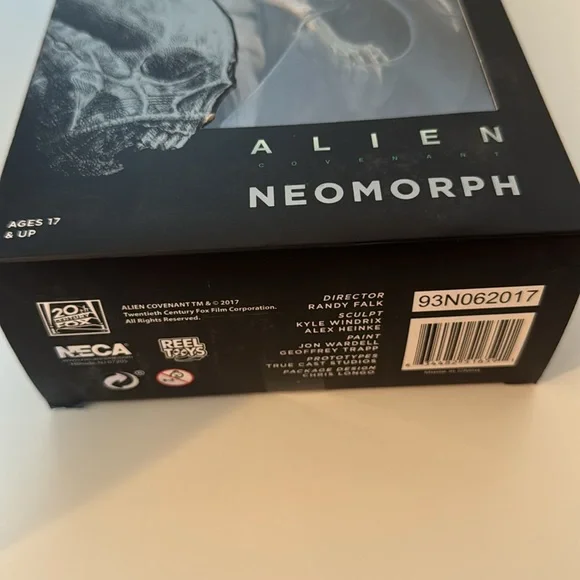 ALIEN
COVENANT
NEOMORPH
AGES 17
& UP
20TH
CENTURY
FOX
ALIEN COVENANT TM & © 2017
Twentieth Century Fox Film Corporation.
All Rights Reserved.
NECA
REEL
TOYS
DIRECTOR
RANDY FALK
SCULPT
KYLE WINDRIX
ALEX HEINKE
PAINT
JON WARDELL
GEOFFREY TRAPP
PROTOTYPES
TRUE CAST STUDIOS
PACKAGE DESIGN
CHRIS LONGO
93N062017
Made in China